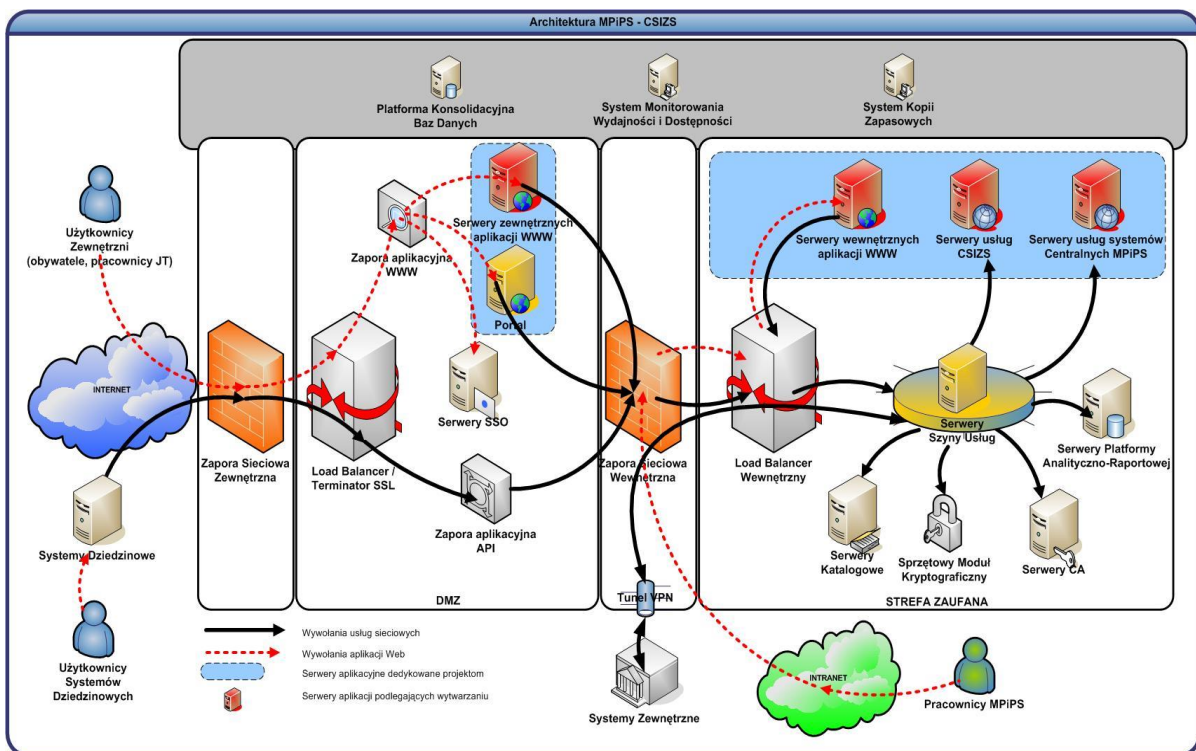 Architektura MPiPS - CSIZS
Platforma Konsolidacyjna
Baz Danych
System Monitorowania
Wydajności i Dostępności
System Kopii
Zapasowych
Użytkownicy
Zewnętrzni
(obywatele, pracownicy JT)
Zapora aplikacyjna
WWW
Serwery zewnętrznych
aplikacji WWW
Portal
Serwery wewnętrznych
aplikacji WWW
Serwery usług
CSIZS
Serwery usług systemów
Centralnych MPiPS
INTERNET
Zapora Sieciowa
Zewnętrzna
Load Balancer /
Terminator SSL
Serwery SSO
Zapora aplikacyjna
API
Zapora Sieciowa
Wewnętrzna
Load Balancer
Wewnętrzny
Serwery
Szyny Usług
Serwery Platformy
Analityczno-Raportowej
Systemy Dziedzinowe
Serwery
Katalogowe
Sprzętowy Moduł
Kryptograficzny
Serwery CA
DMZ
Tunel VPN
STREFA ZAUFANA
Użytkownicy
Systemów
Dziedzinowych
Wywołania usług sieciowych
Wywołania aplikacji Web
Serwery aplikacyjne dedykowane projektom
Serwery aplikacji podlegających wytwarzaniu
Systemy Zewnętrzne
INTRANET
Pracownicy MPiPS